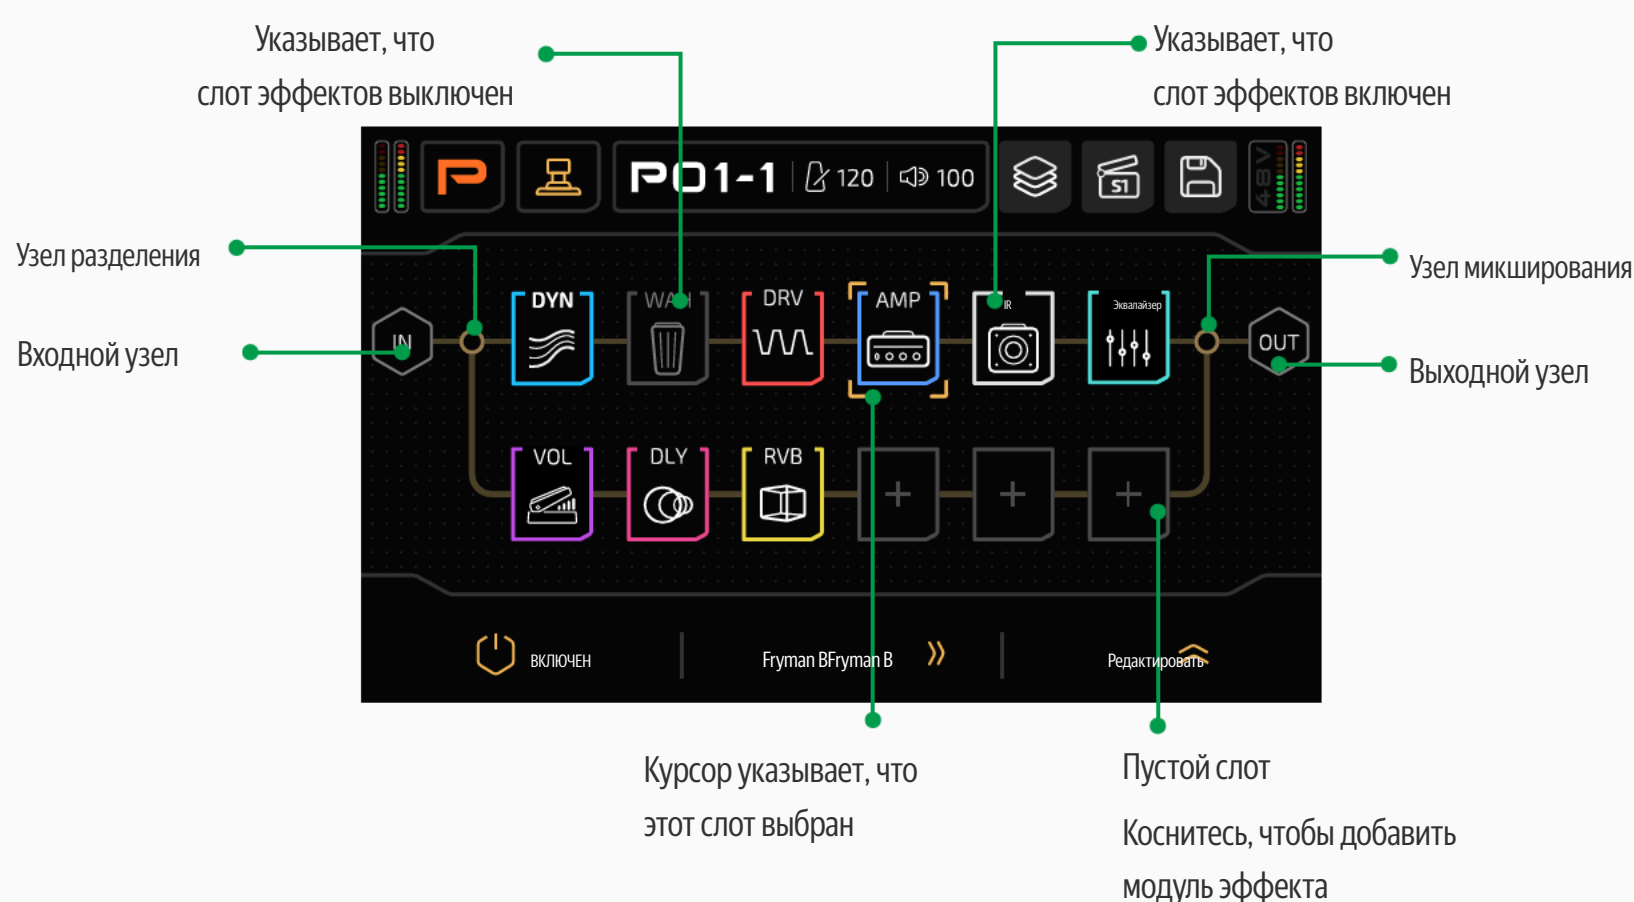 Указывает, что
слот эффектов выключен
Указывает, что
слот эффектов включен
P01-1 120 100
S1
48V
Узел разделения
Узел микширования
DYN WAH DRV AMP IR Эквалайзер
Входной узел
IN
OUT
Выходной узел
VOL DLY RVB
ВКЛЮЧЕН
Fryman BFryman B
Редактировать
Курсор указывает, что
этот слот выбран
Пустой слот
Коснитесь, чтобы добавить
модуль эффекта